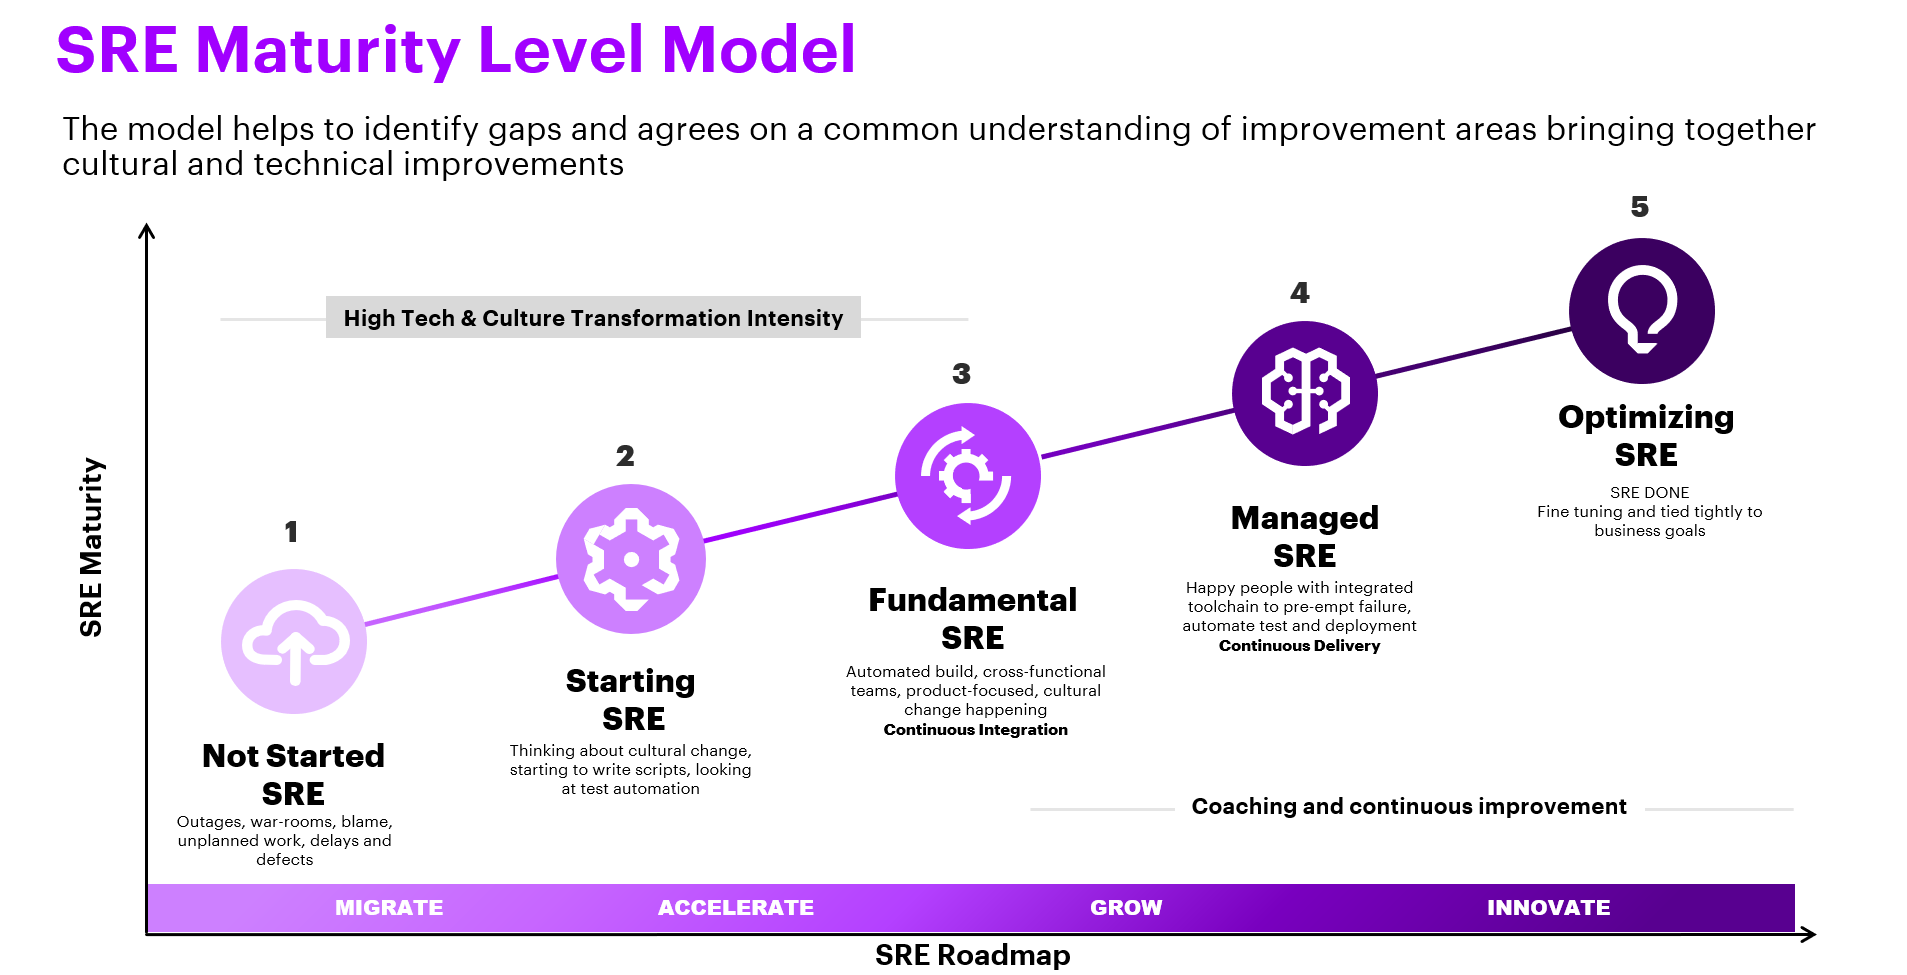 SRE Maturity Level Model
The model helps to identify gaps and agrees on a common understanding of improvement areas bringing together
cultural and technical improvements
SRE Maturity
High Tech & Culture Transformation Intensity
1
Not Started
SRE
Outages, war-rooms, blame,
unplanned work, delays and
defects
2
Starting
SRE
Thinking about cultural change,
starting to write scripts, looking
at test automation
3
Fundamental
SRE
Automated build, cross-functional
teams, product-focused, cultural
change happening
Continuous Integration
4
Managed
SRE
Happy people with integrated
toolchain to pre-empt failure,
automate test and deployment
Continuous Delivery
5
Optimizing
SRE
SRE DONE
Fine tuning and tied tightly to
business goals
Coaching and continuous improvement
MIGRATE
ACCELERATE
GROW
INNOVATE
SRE Roadmap